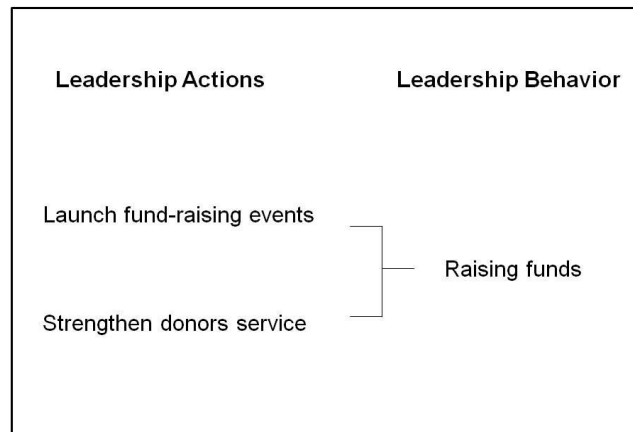 Leadership Actions
Leadership Behavior
Launch fund-raising events
Raising funds
Strengthen donors service